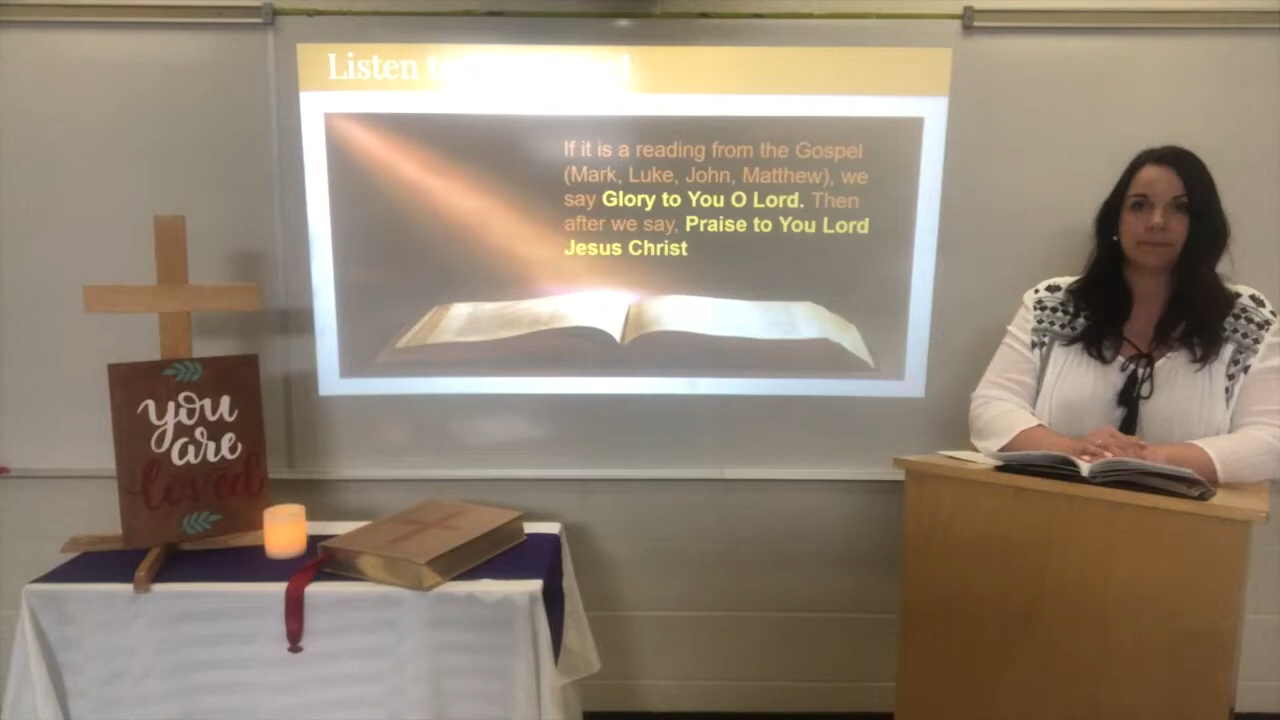 Listen
If it is a reading from the Gospel
(Mark, Luke, John, Matthew), we
say Glory to You O Lord. Then
after we say, Praise to You Lord
Jesus Christ
you
are
loved